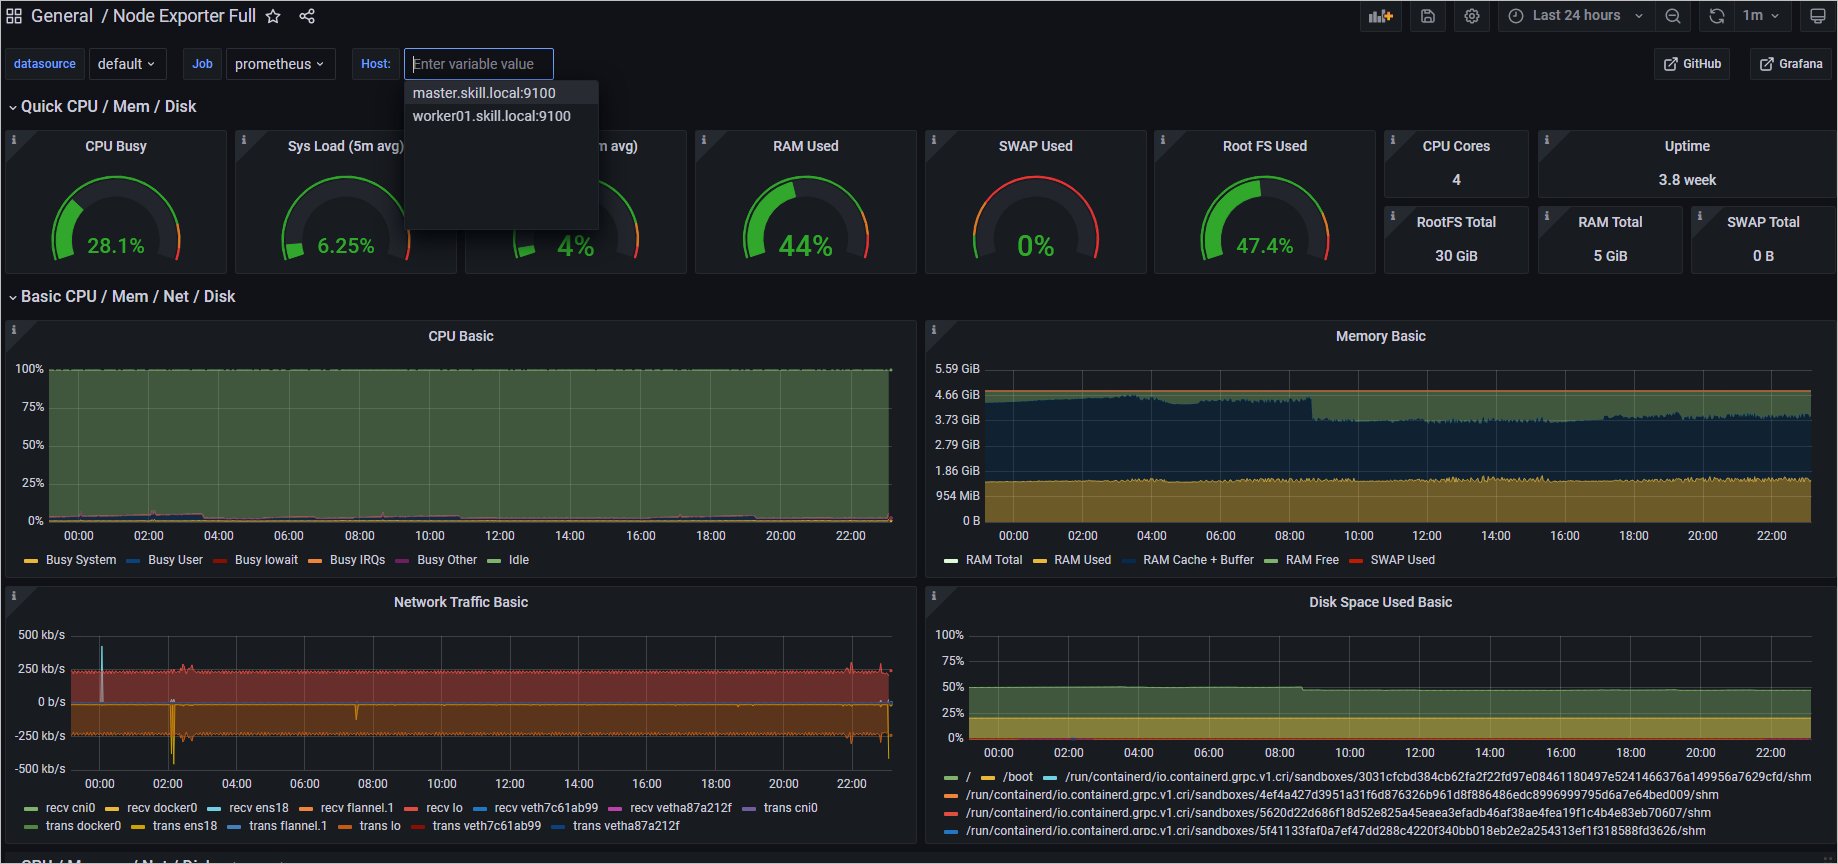 General / Node Exporter Full
Last 24 hours
1m
datasource default Job prometheus Host: Enter variable value
GitHub Grafana
master.skill.local:9100
worker01.skill.local:9100
Quick CPU / Mem / Disk
CPU Busy
28.1%
Sys Load (5m avg)
6.25%
m avg)
4%
RAM Used
44%
SWAP Used
0%
Root FS Used
47.4%
CPU Cores
4
Uptime
3.8 week
RootFS Total
30 GiB
RAM Total
5 GiB
SWAP Total
0 B
Basic CPU / Mem / Net / Disk
CPU Basic
100%
75%
50%
25%
0%
00:00 02:00 04:00 06:00 08:00 10:00 12:00 14:00 16:00 18:00 20:00 22:00
Busy System Busy User Busy Iowait Busy IRQs Busy Other Idle
Memory Basic
5.59 GiB
4.66 GiB
3.73 GiB
2.79 GiB
1.86 GiB
954 MiB
0 B
00:00 02:00 04:00 06:00 08:00 10:00 12:00 14:00 16:00 18:00 20:00 22:00
RAM Total RAM Used RAM Cache + Buffer RAM Free SWAP Used
Network Traffic Basic
500 kb/s
250 kb/s
0 b/s
-250 kb/s
-500 kb/s
00:00 02:00 04:00 06:00 08:00 10:00 12:00 14:00 16:00 18:00 20:00 22:00
recv cni0 recv docker0 recv ens18 recv flannel.1 recv lo recv veth7c61ab99 recv vetha87a212f trans cni0
trans docker0 trans ens18 trans flannel.1 trans lo trans veth7c61ab99 trans vetha87a212f
Disk Space Used Basic
100%
75%
50%
25%
0%
00:00 02:00 04:00 06:00 08:00 10:00 12:00 14:00 16:00 18:00 20:00 22:00
/ /boot /run/containerd/io.containerd.grpc.v1.cri/sandboxes/3031cfcbd384cb62fa2f22fd97e08461180497e5241466376a149956a7629cfd/shm
/run/containerd/io.containerd.grpc.v1.cri/sandboxes/4ef4a427d3951a31f6d876326b961d8f886486edc8996999795d6a7e64bed009/shm
/run/containerd/io.containerd.grpc.v1.cri/sandboxes/5620d22d686f18d52e825a45eaea3efadb46af38ae4fea19f1c4b4e83eb70607/shm
/run/containerd/io.containerd.grpc.v1.cri/sandboxes/5f41133faf0a7ef47dd288c4220f340bb018eb2e2a254313ef1f318588fd3626/shm